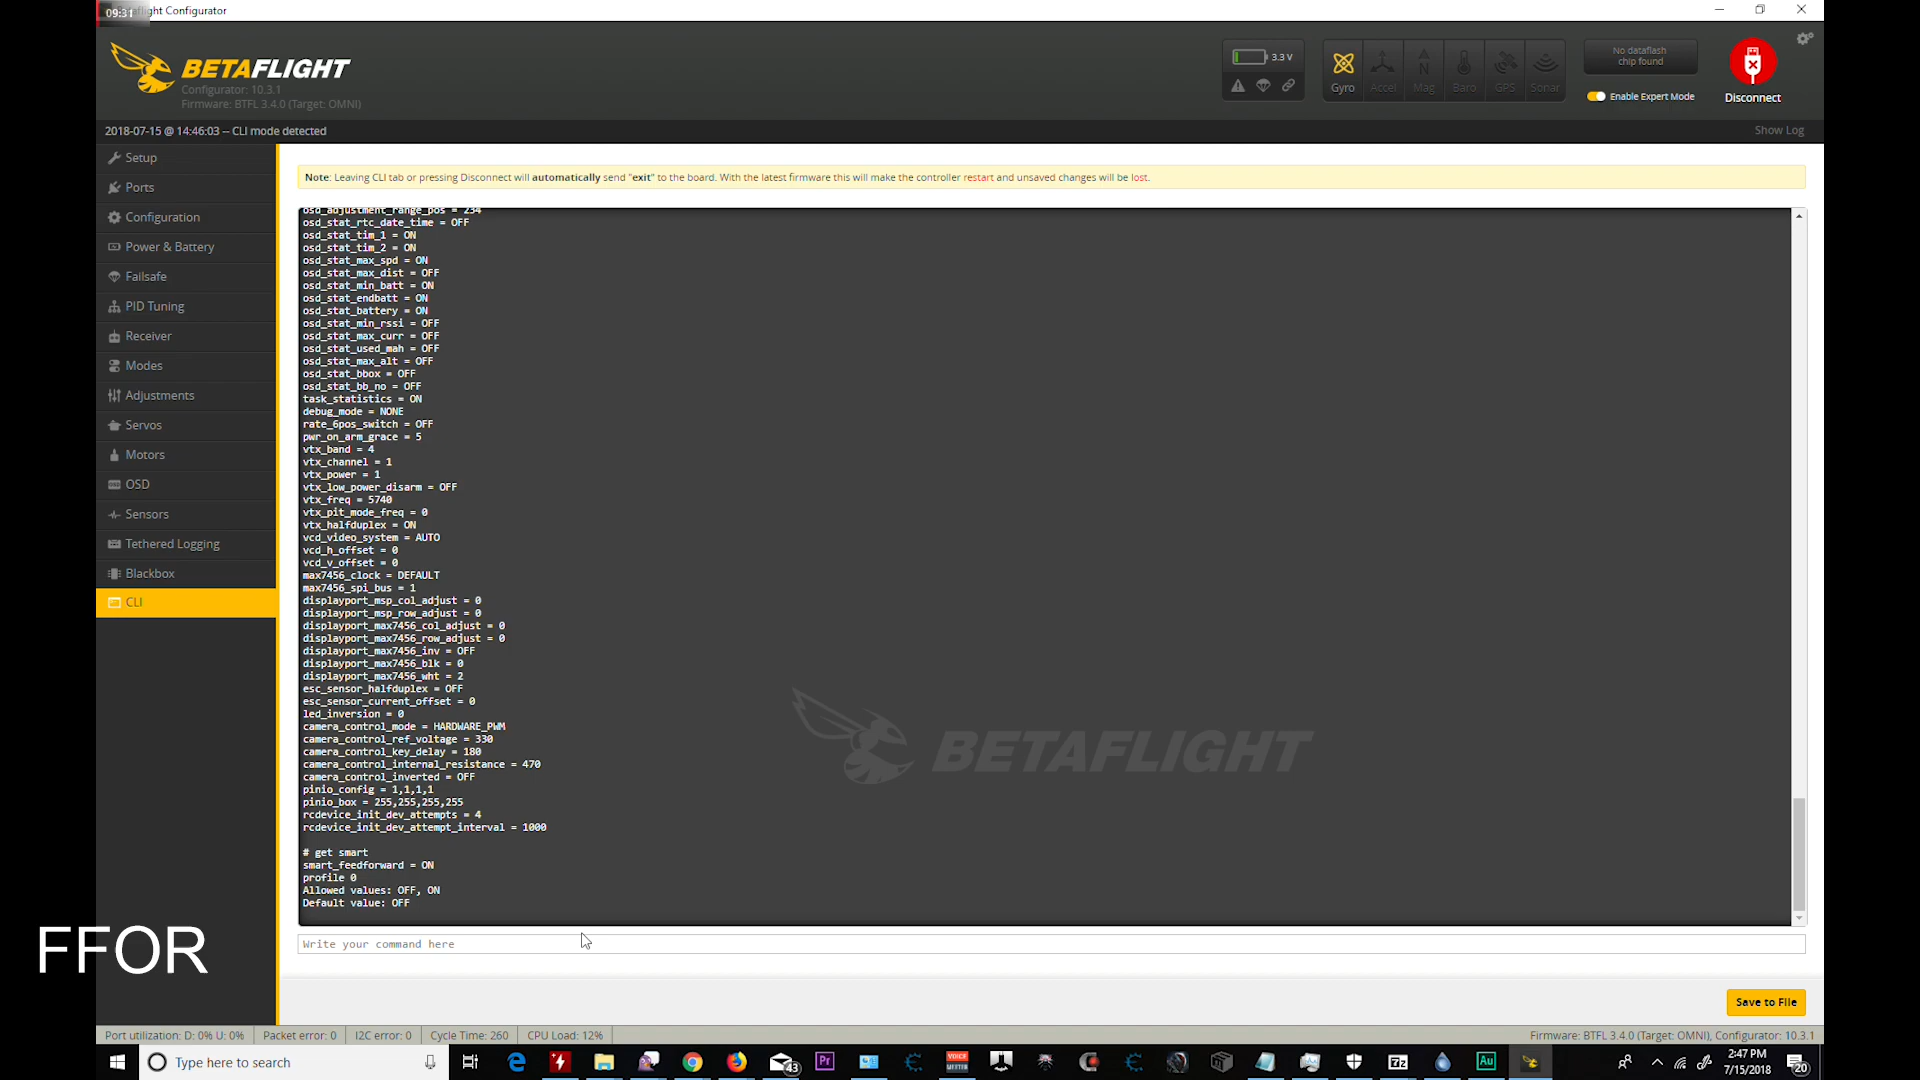 09:31
light Configurator
BETAFLIGHT
Configurator: 10.3.1
Firmware: BTFL 3.4.0 (Target: OMNI)
3.3 V
Gyro
Accel
Mag
Baro
GPS
Sonar
No dataflash
chip found
Enable Expert Mode
Disconnect
2018-07-15 @ 14:46:03 -- CLI mode detected
Show Log
Setup
Ports
Configuration
Power & Battery
Failsafe
PID Tuning
Receiver
Modes
Adjustments
Servos
Motors
OSD
Sensors
Tethered Logging
Blackbox
CLI
Note: Leaving CLI tab or pressing Disconnect will automatically send "exit" to the board. With the latest firmware this will make the controller restart and unsaved changes will be lost.
osd_adjustment_range_pos = 234
osd_stat_rtc_date_time = OFF
osd_stat_tim_1 = ON
osd_stat_tim_2 = ON
osd_stat_max_spd = ON
osd_stat_max_dist = OFF
osd_stat_min_batt = ON
osd_stat_endbatt = ON
osd_stat_battery = ON
osd_stat_min_rssi = OFF
osd_stat_max_curr = OFF
osd_stat_used_mah = OFF
osd_stat_max_alt = OFF
osd_stat_bbox = OFF
osd_stat_bb_no = OFF
task_statistics = ON
debug_mode = NONE
rate_6pos_switch = OFF
pwr_on_arm_grace = 5
vtx_band = 4
vtx_channel = 1
vtx_power = 1
vtx_low_power_disarm = OFF
vtx_freq = 5740
vtx_pit_mode_freq = 0
vtx_halfduplex = ON
vcd_video_system = AUTO
vcd_h_offset = 0
vcd_v_offset = 0
max7456_clock = DEFAULT
max7456_spi_bus = 1
displayport_msp_col_adjust = 0
displayport_msp_row_adjust = 0
displayport_max7456_col_adjust = 0
displayport_max7456_row_adjust = 0
displayport_max7456_inv = OFF
displayport_max7456_blk = 0
displayport_max7456_wht = 2
esc_sensor_halfduplex = OFF
esc_sensor_current_offset = 0
led_inversion = 0
camera_control_mode = HARDWARE_PWM
camera_control_ref_voltage = 330
camera_control_key_delay = 180
camera_control_internal_resistance = 470
camera_control_inverted = OFF
pinio_config = 1,1,1,1
pinio_box = 255,255,255,255
rcdevice_init_dev_attempts = 4
rcdevice_init_dev_attempt_interval = 1000
# get smart
smart_feedforward = ON
profile 0
Allowed values: OFF, ON
Default value: OFF
BETAFLIGHT
Write your command here
FFOR
Save to File
Port utilization: D: 0% U: 0%
Packet error: 0
I2C error: 0
Cycle Time: 260
CPU Load: 12%
Firmware: BTFL 3.4.0 (Target: OMNI), Configurator: 10.3.1
Type here to search
43
Pr
7z
Au
2:47 PM
7/15/2018
20